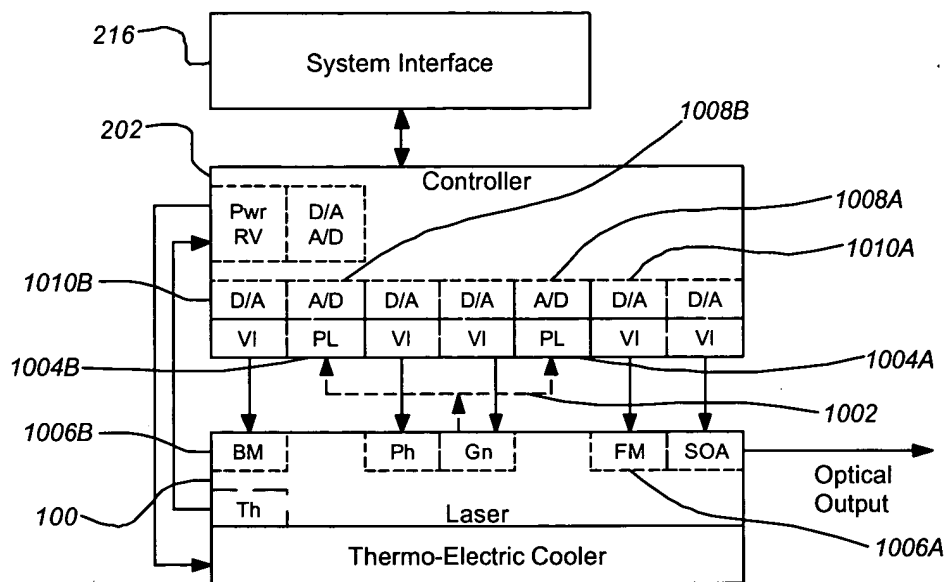 216
System Interface
1008B
202
Controller
1008A
Pwr
RV
D/A
A/D
1010A
1010B
D/A A/D D/A D/A A/D D/A D/A
VI PL VI VI PL VI VI
1004B
1004A
1002
1006B
BM Ph Gn FM SOA
Optical
Output
100
Th
Laser
1006A
Thermo-Electric Cooler